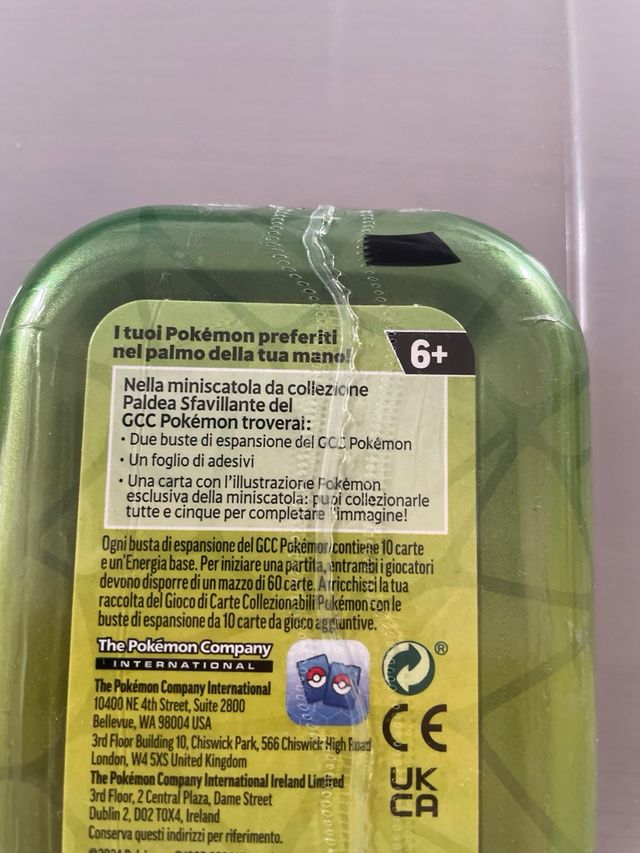 I tuoi Pokémon preferiti
nel palmo della tua mano!
6+
Nella miniscatola da collezione
Paldea Sfavillante del
GCC Pokémon troverai:
• Due buste di espansione del GCC Pokémon
• Un foglio di adesivi
• Una carta con l'illustrazione Pokémon
esclusiva della miniscatola: puoi collezionarle
tutte e cinque per completare l'immagine!
Ogni busta di espansione del GCC Pokémon contiene 10 carte
e un'Energia base. Per iniziare una partita, entrambi i giocatori
devono disporre di un mazzo di 60 carte. Arricchisci la tua
raccolta del Gioco di Carte Collezionabili Pokémon con le
buste di espansione da 10 carte da gioco aggiuntive.
The Pokémon Company
INTERNATIONAL
The Pokémon Company International
10400 NE 4th Street, Suite 2800
Bellevue, WA 98004 USA
3rd Floor Building 10, Chiswick Park, 566 Chiswick High Road
London, W4 5XS United Kingdom
The Pokémon Company International Ireland Limited
3rd Floor, 2 Central Plaza, Dame Street
Dublin 2, D02 T0X4, Ireland
Conserva questi indirizzi per riferimento.
®
CE
UK
CA